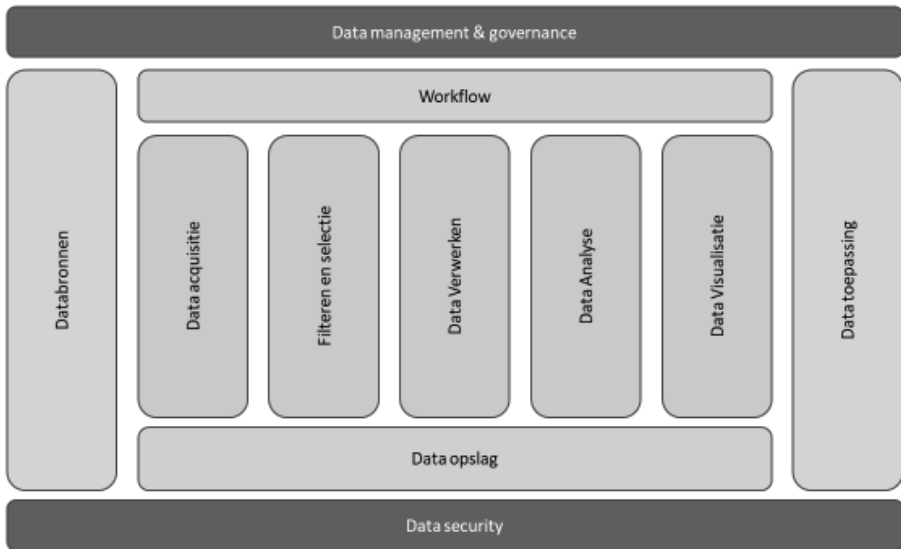 Data management & governance
Databronnen
Workflow
Data acquisitie
Filteren en selectie
Data Verwerken
Data Analyse
Data Visualisatie
Data toepassing
Data opslag
Data security